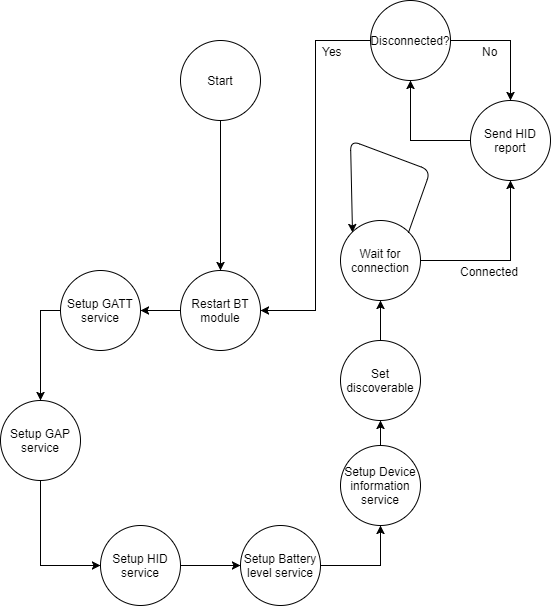 Disconnected?
Yes
No
Start
Send HID
report
Wait for
connection
Connected
Setup GATT
service
Restart BT
module
Set
discoverable
Setup GAP
service
Setup Device
information
service
Setup HID
service
Setup Battery
level service